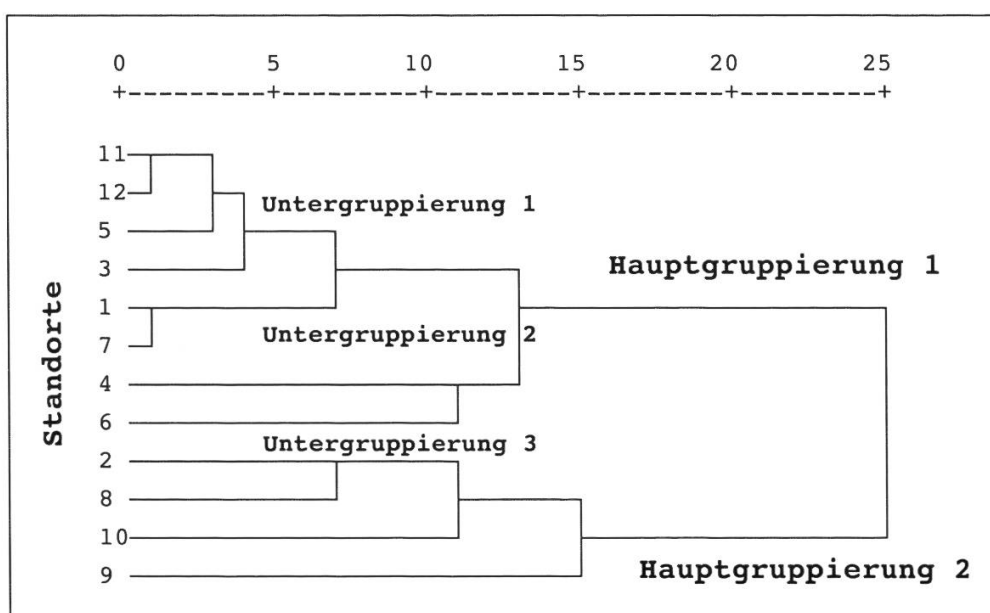 0 5 10 15 20 25
+---------+---------+---------+---------+---------+
11
12
Untergruppierung 1
5
3
Hauptgruppierung 1
1
Untergruppierung 2
7
Standorte
4
6
Untergruppierung 3
2
8
10
9
Hauptgruppierung 2